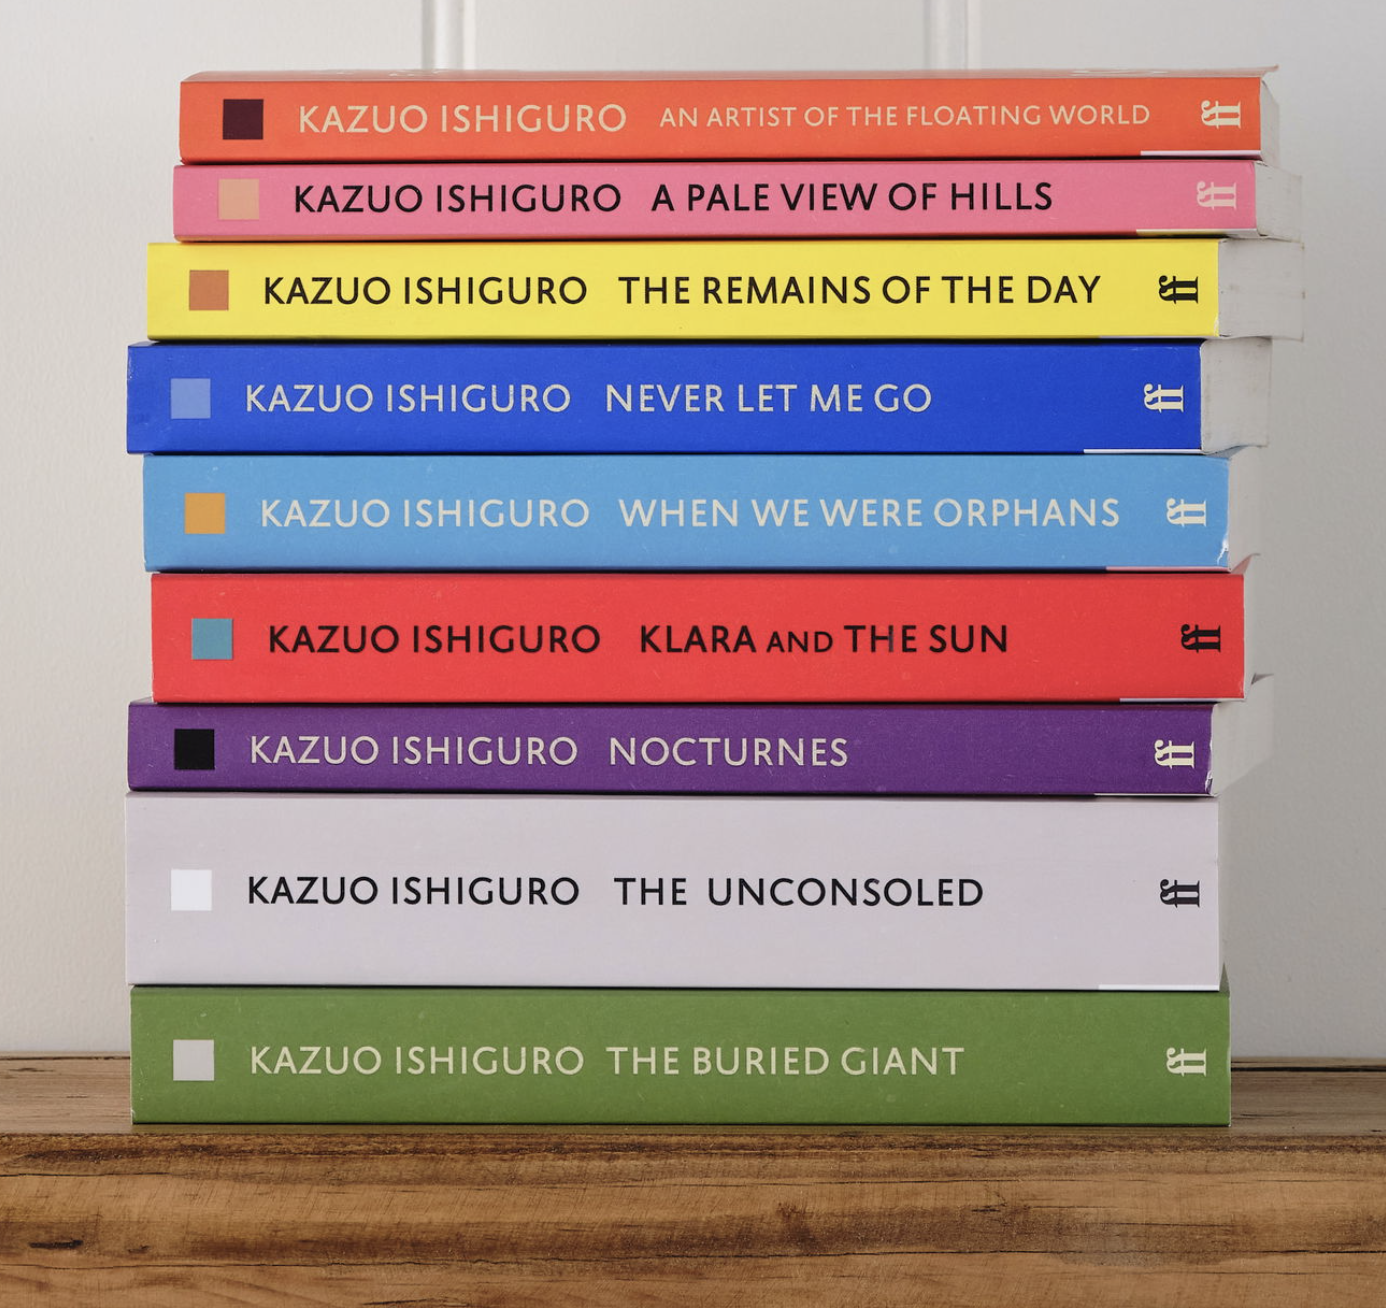 KAZUO ISHIGURO AN ARTIST OF THE FLOATING WORLD ff
KAZUO ISHIGURO A PALE VIEW OF HILLS ff
KAZUO ISHIGURO THE REMAINS OF THE DAY ff
KAZUO ISHIGURO NEVER LET ME GO ff
KAZUO ISHIGURO WHEN WE WERE ORPHANS ff
KAZUO ISHIGURO KLARA AND THE SUN ff
KAZUO ISHIGURO NOCTURNES ff
KAZUO ISHIGURO THE UNCONSOLED ff
KAZUO ISHIGURO THE BURIED GIANT ff